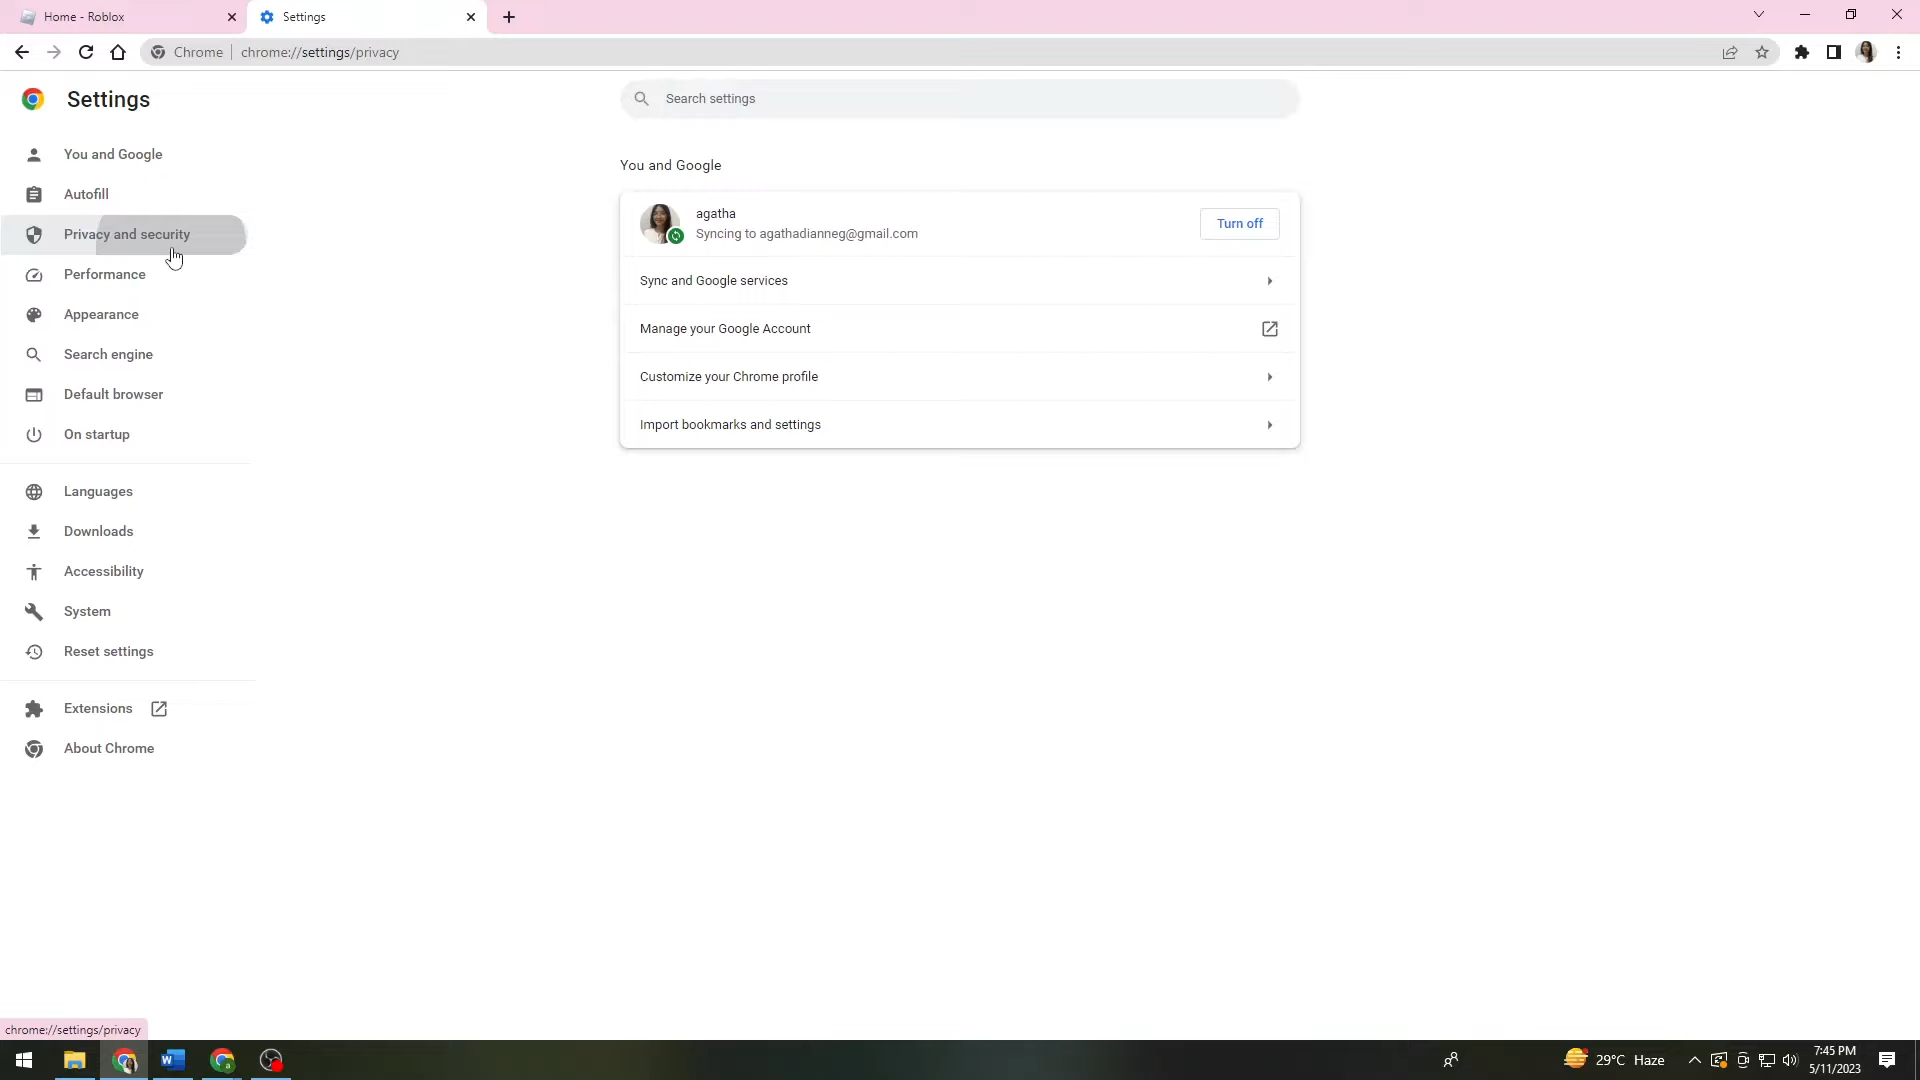 Home - Roblox
Settings
Chrome | chrome://settings/privacy
Settings
Search settings
You and Google
Autofill
Privacy and security
Performance
Appearance
Search engine
Default browser
On startup
Languages
Downloads
Accessibility
System
Reset settings
Extensions
About Chrome
You and Google
agatha
Syncing to agathadianneg@gmail.com
Turn off
Sync and Google services
Manage your Google Account
Customize your Chrome profile
Import bookmarks and settings
chrome://settings/privacy
29°C Haze
7:45 PM
5/11/2023